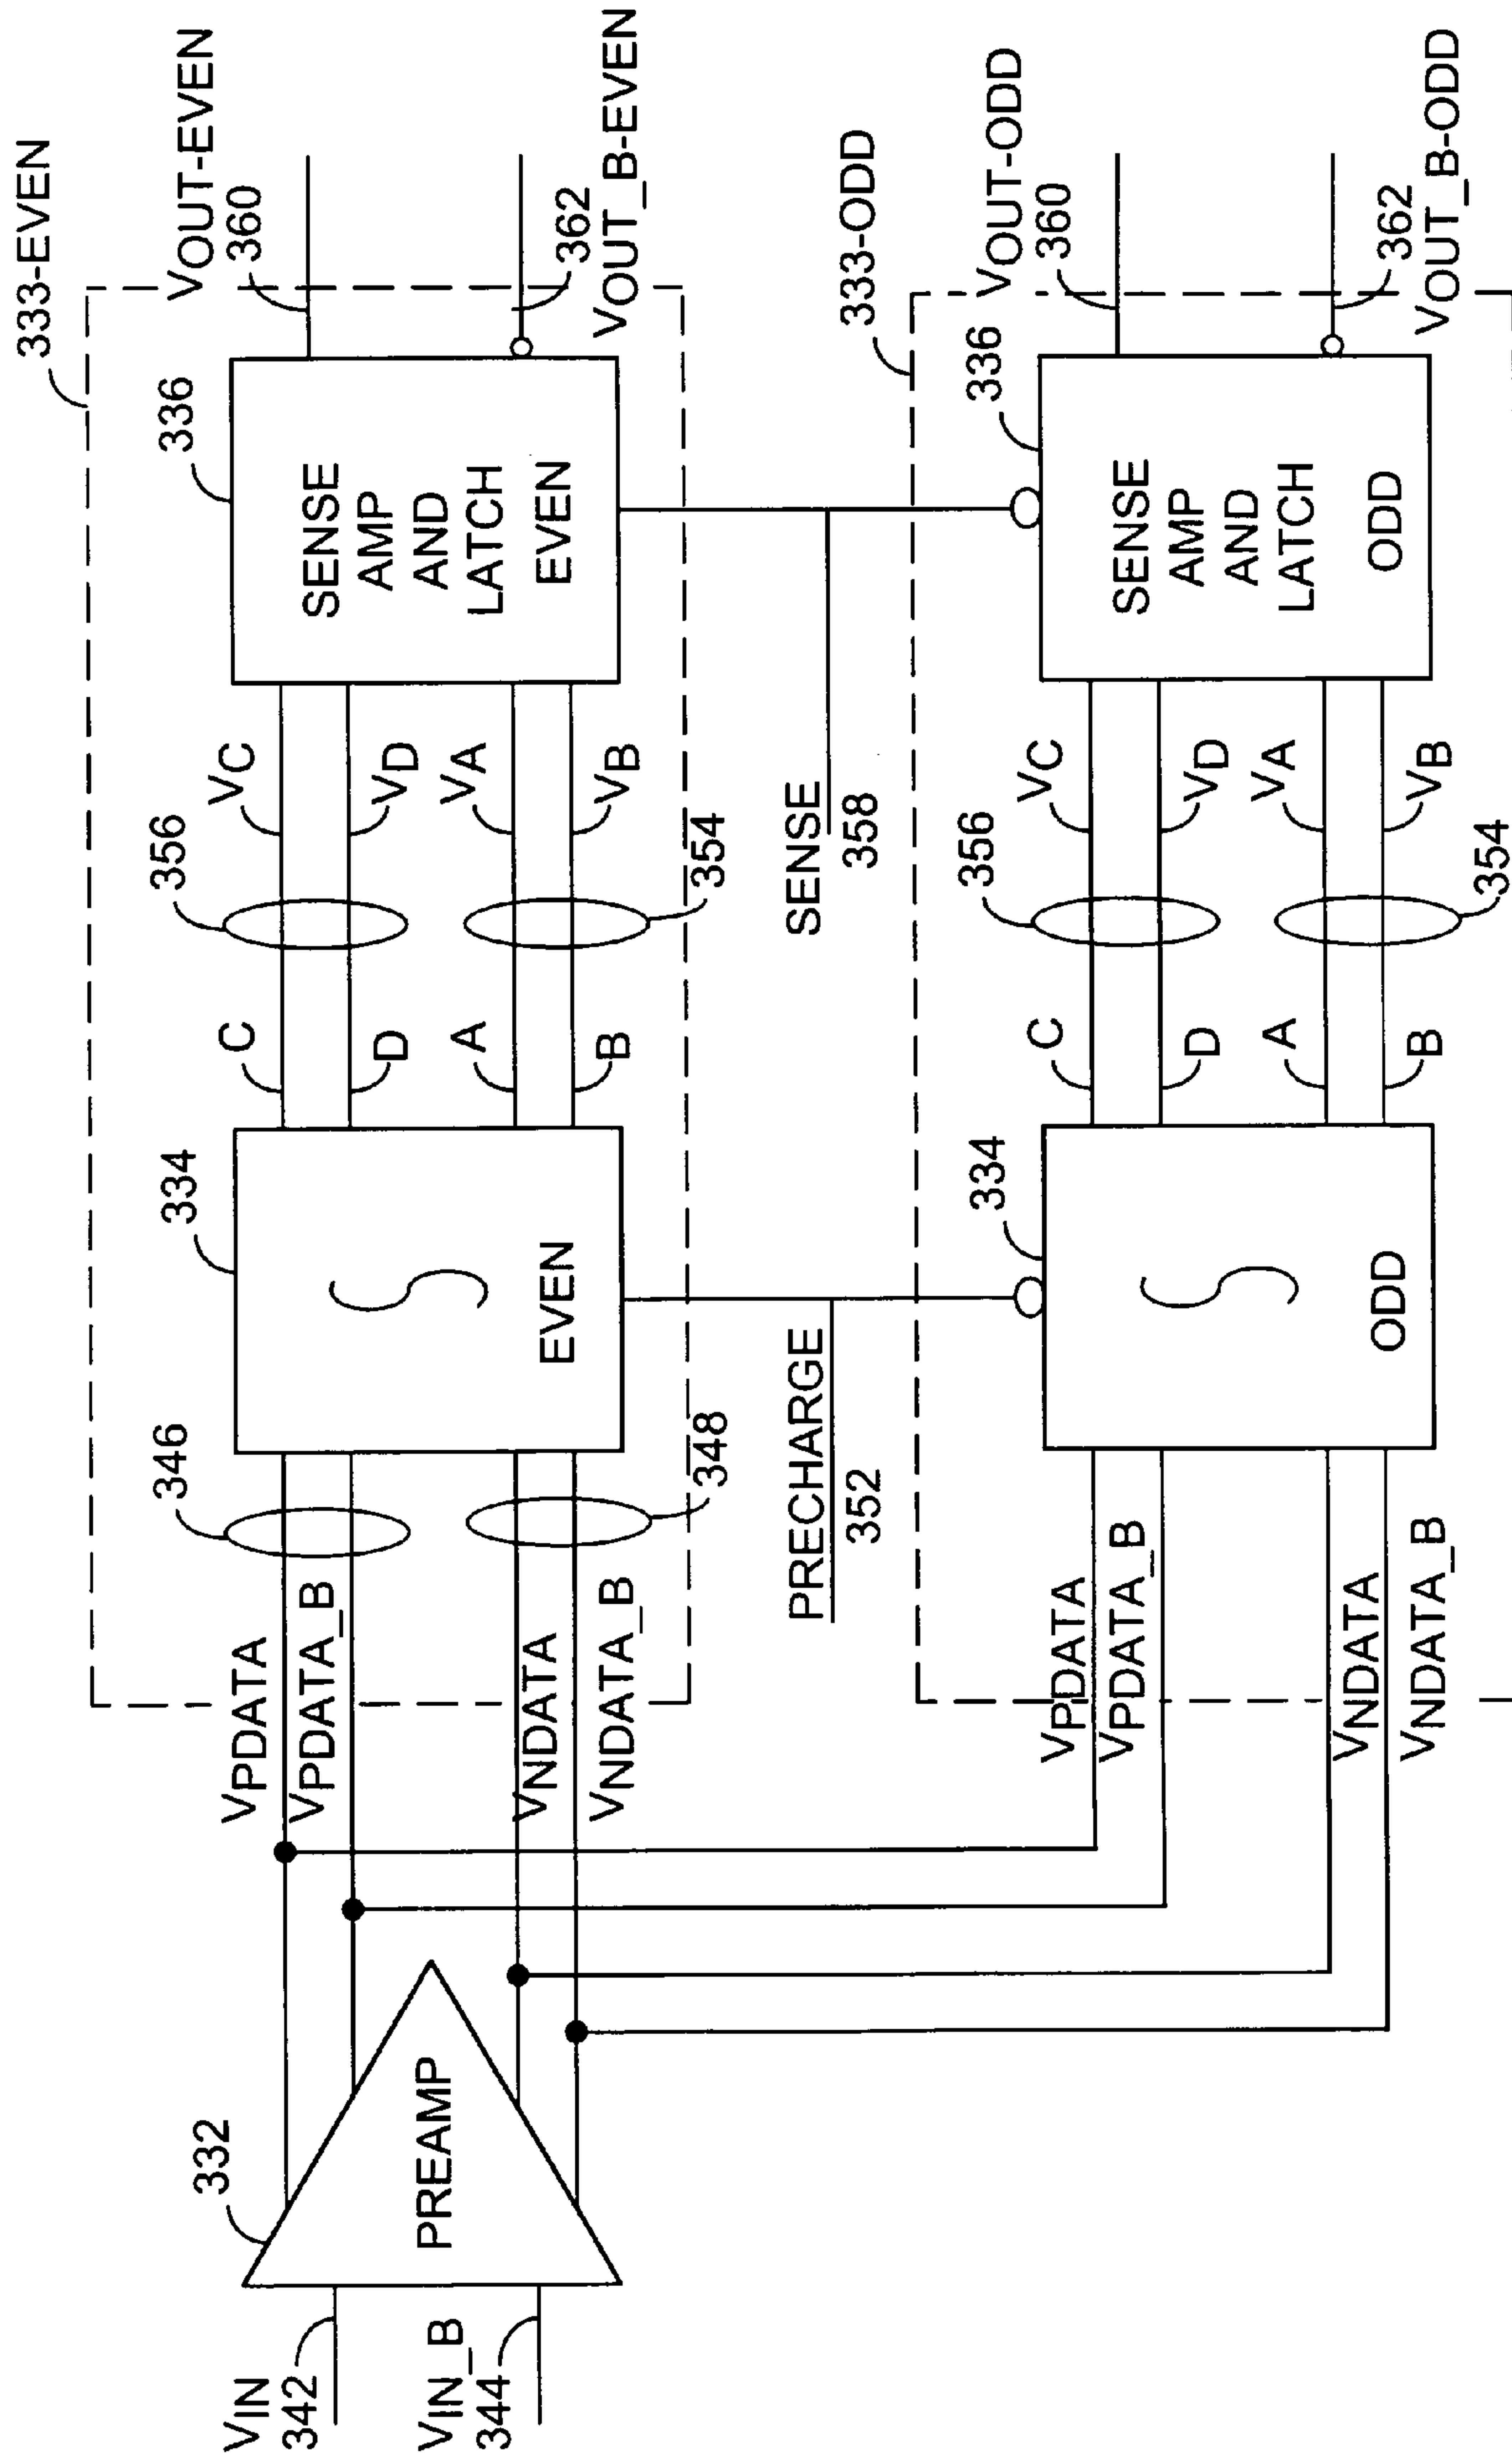 333-EVEN
VOUT-EVEN
360
336
SENSE
AMP
AND
LATCH
EVEN
362
VOUT_B-EVEN
356
VC
VD
VA
VB
354
C
D
A
B
334
EVEN
346
348
VPDATA
VPDATA_B
VNDATA
VNDATA_B
332
PREAMP
VIN
342
VIN_B
344
SENSE
358
PRECHARGE
352
333-ODD
VOUT-ODD
360
336
SENSE
AMP
AND
LATCH
ODD
362
VOUT_B-ODD
356
VC
VD
VA
VB
354
C
D
A
B
334
ODD
VPDATA
VPDATA_B
VNDATA
VNDATA_B